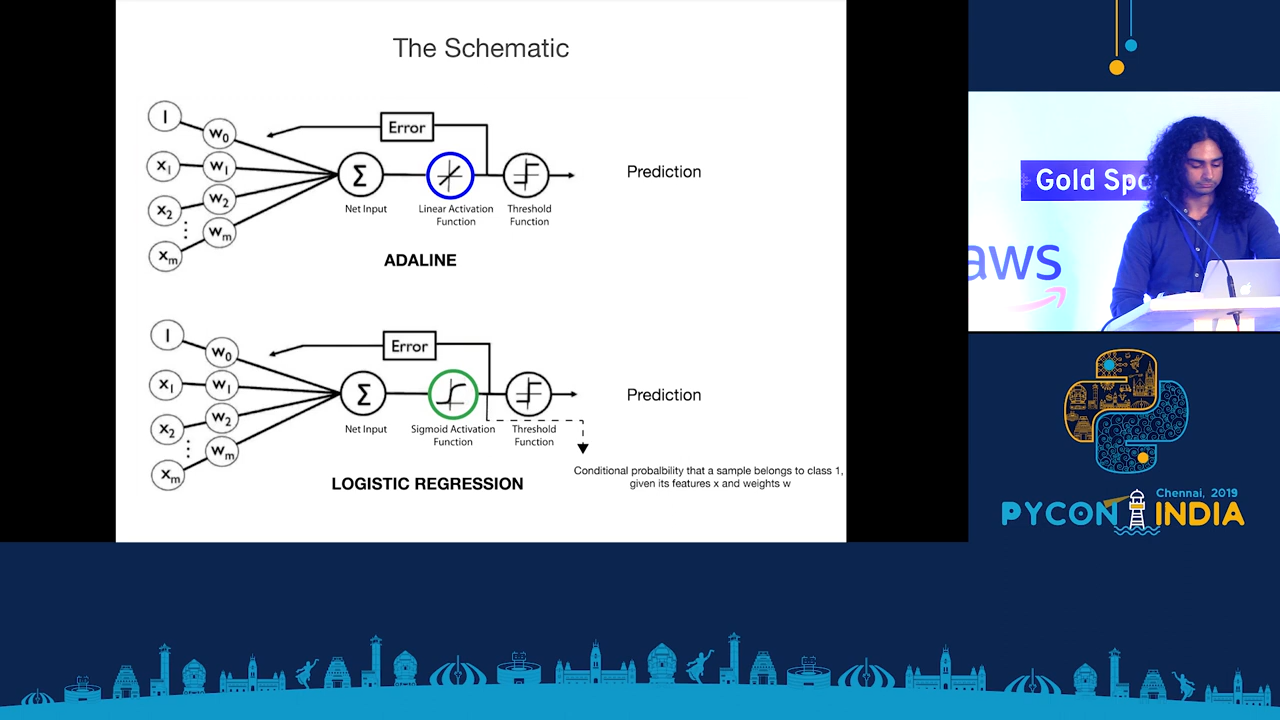 The Schematic
1
Error
w0
x1
w1
Σ
Prediction
x2
w2
⋮
wm
xm
Net Input
Linear Activation
Function
Threshold
Function
ADALINE
1
Error
w0
x1
w1
Σ
Prediction
x2
w2
⋮
wm
xm
Net Input
Sigmoid Activation
Function
Threshold
Function
Conditional probalbility that a sample belongs to class 1,
given its features x and weights w
LOGISTIC REGRESSION
Gold Spo
aws
Chennai, 2019
PYCON INDIA